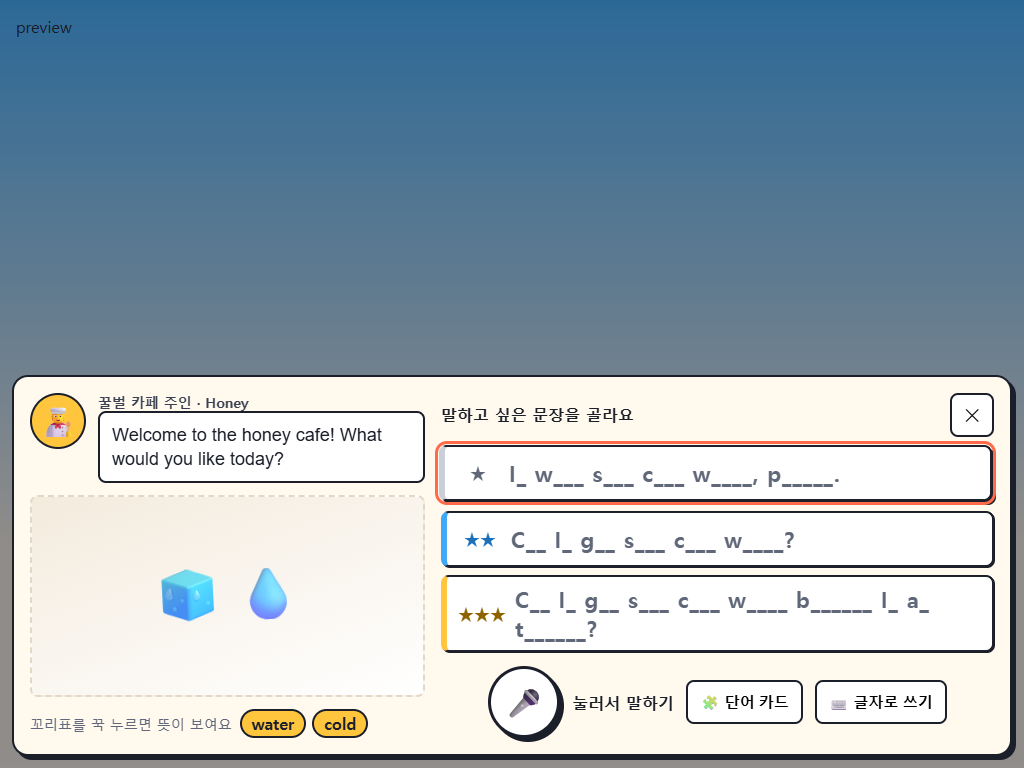 preview
꿀벌 카페 주인 · Honey
Welcome to the honey cafe! What
would you like today?
꼬리표를 꾹 누르면 뜻이 보여요 water cold
말하고 싶은 문장을 골라요
★ I_ w___ s___ c___ w____, p_____.
★★ C__ I_ g__ s___ c___ w____?
★★★ C__ I_ g__ s___ c___ w____ b______ I_ a_
t______?
눌러서 말하기 단어 카드 글자로 쓰기